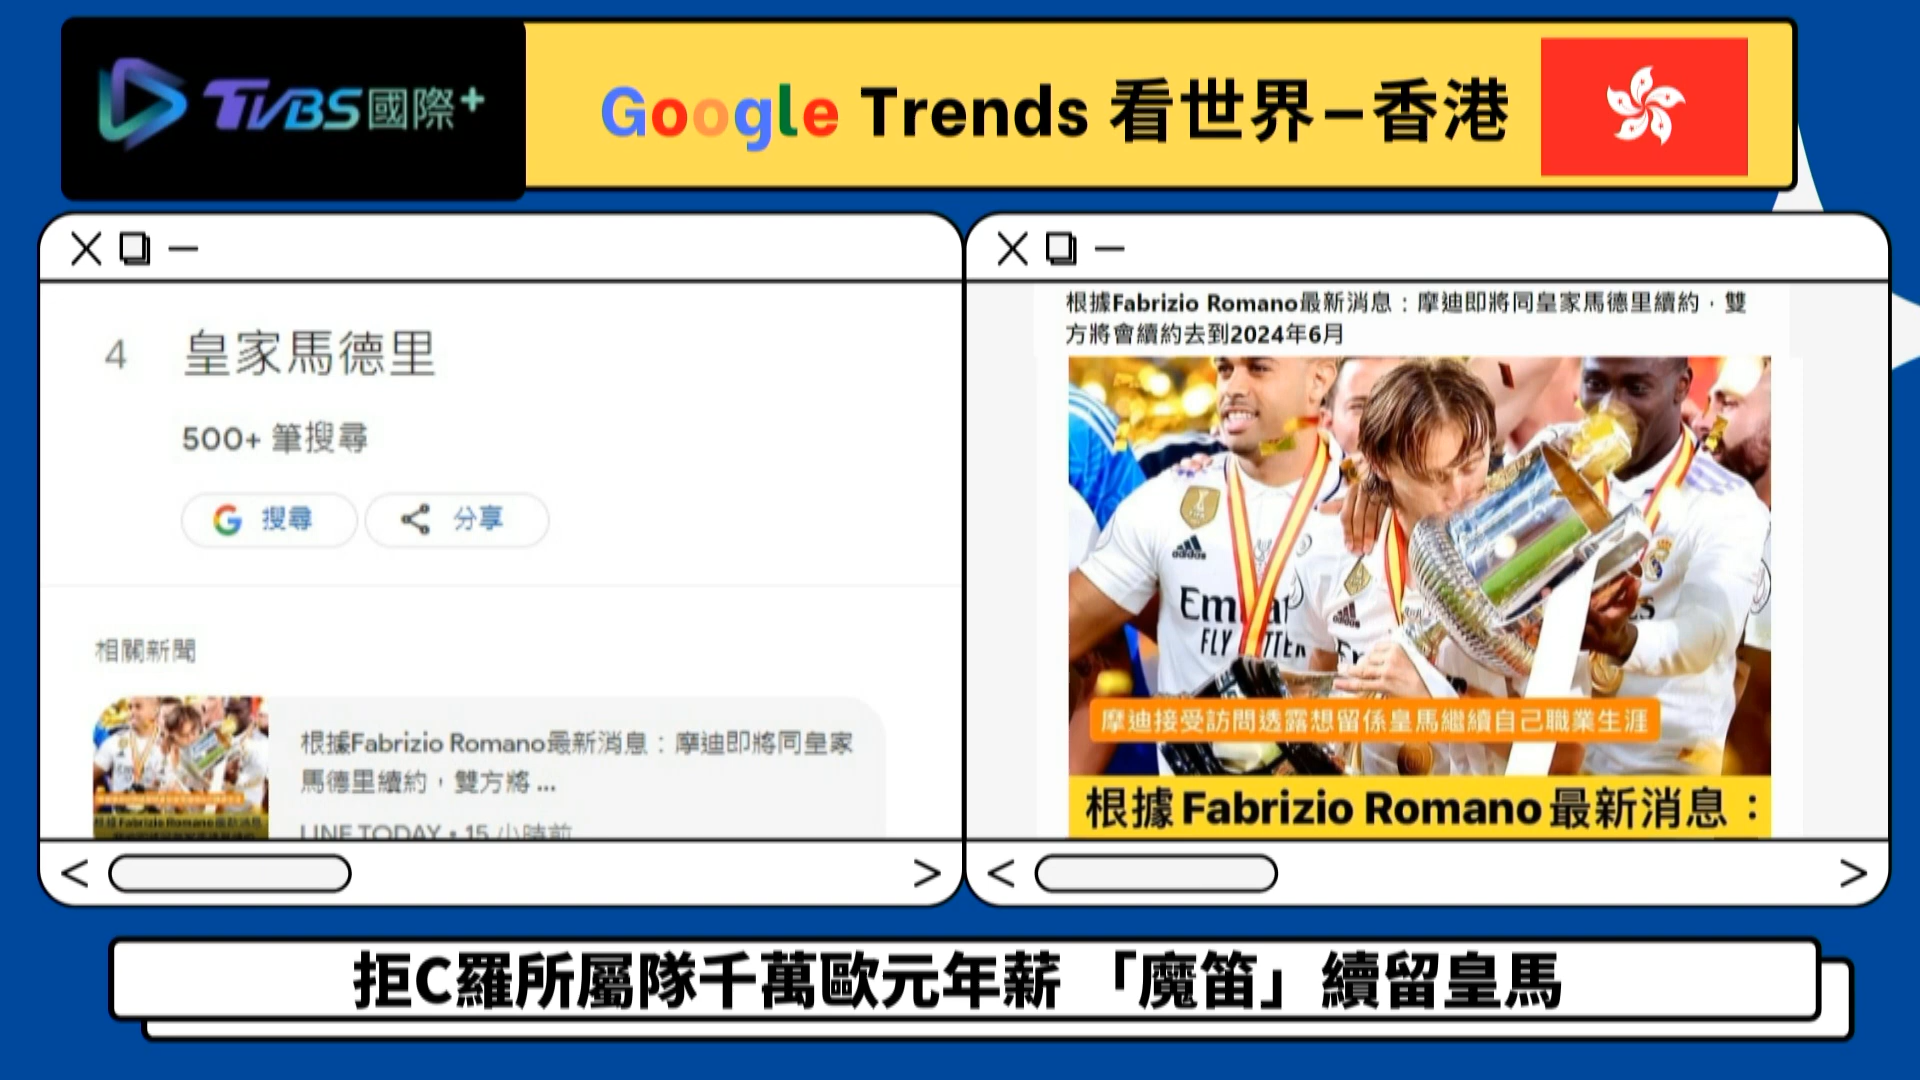 TVBS國際+
Google Trends 看世界–香港
4 皇家馬德里
500+ 筆搜尋
搜尋 分享
相關新聞
根據Fabrizio Romano最新消息：摩迪即將同皇家
馬德里續約，雙方將 ...
LINE TODAY • 15 小時前
根據Fabrizio Romano最新消息：摩迪即將同皇家馬德里續約，雙
方將會續約去到2024年6月
adidas
FLY
摩迪接受訪問透露想留係皇馬繼續自己職業生涯
根據Fabrizio Romano最新消息：
拒C羅所屬隊千萬歐元年薪 「魔笛」續留皇馬